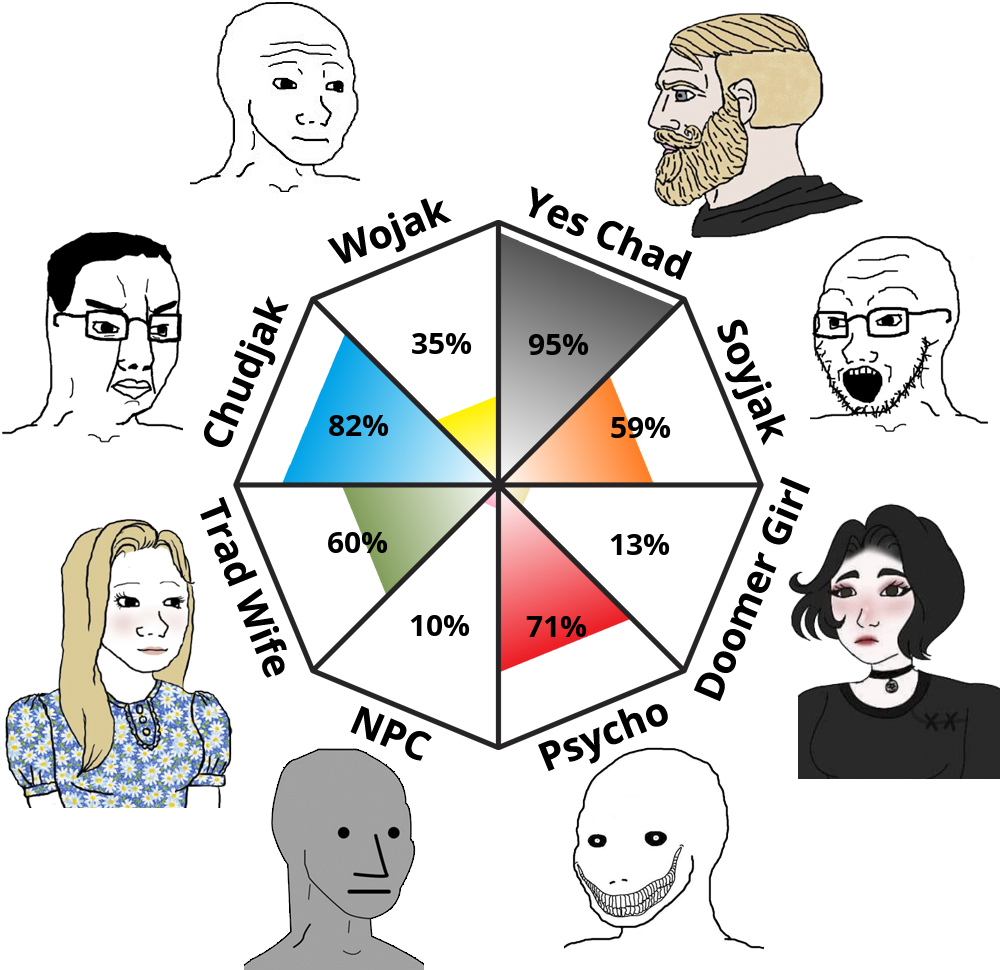 Wojak
Yes Chad
Chudjak
35%
95%
Soyjak
82%
59%
Trad Wife
60%
13%
Doomer Girl
10%
71%
NPC
Psycho